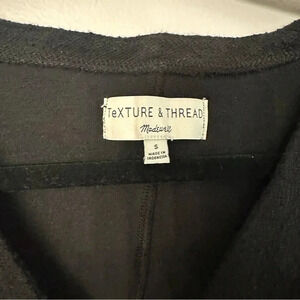 TeXTURE & THREAD
Madewell
S
MADE IN
INDONESIA